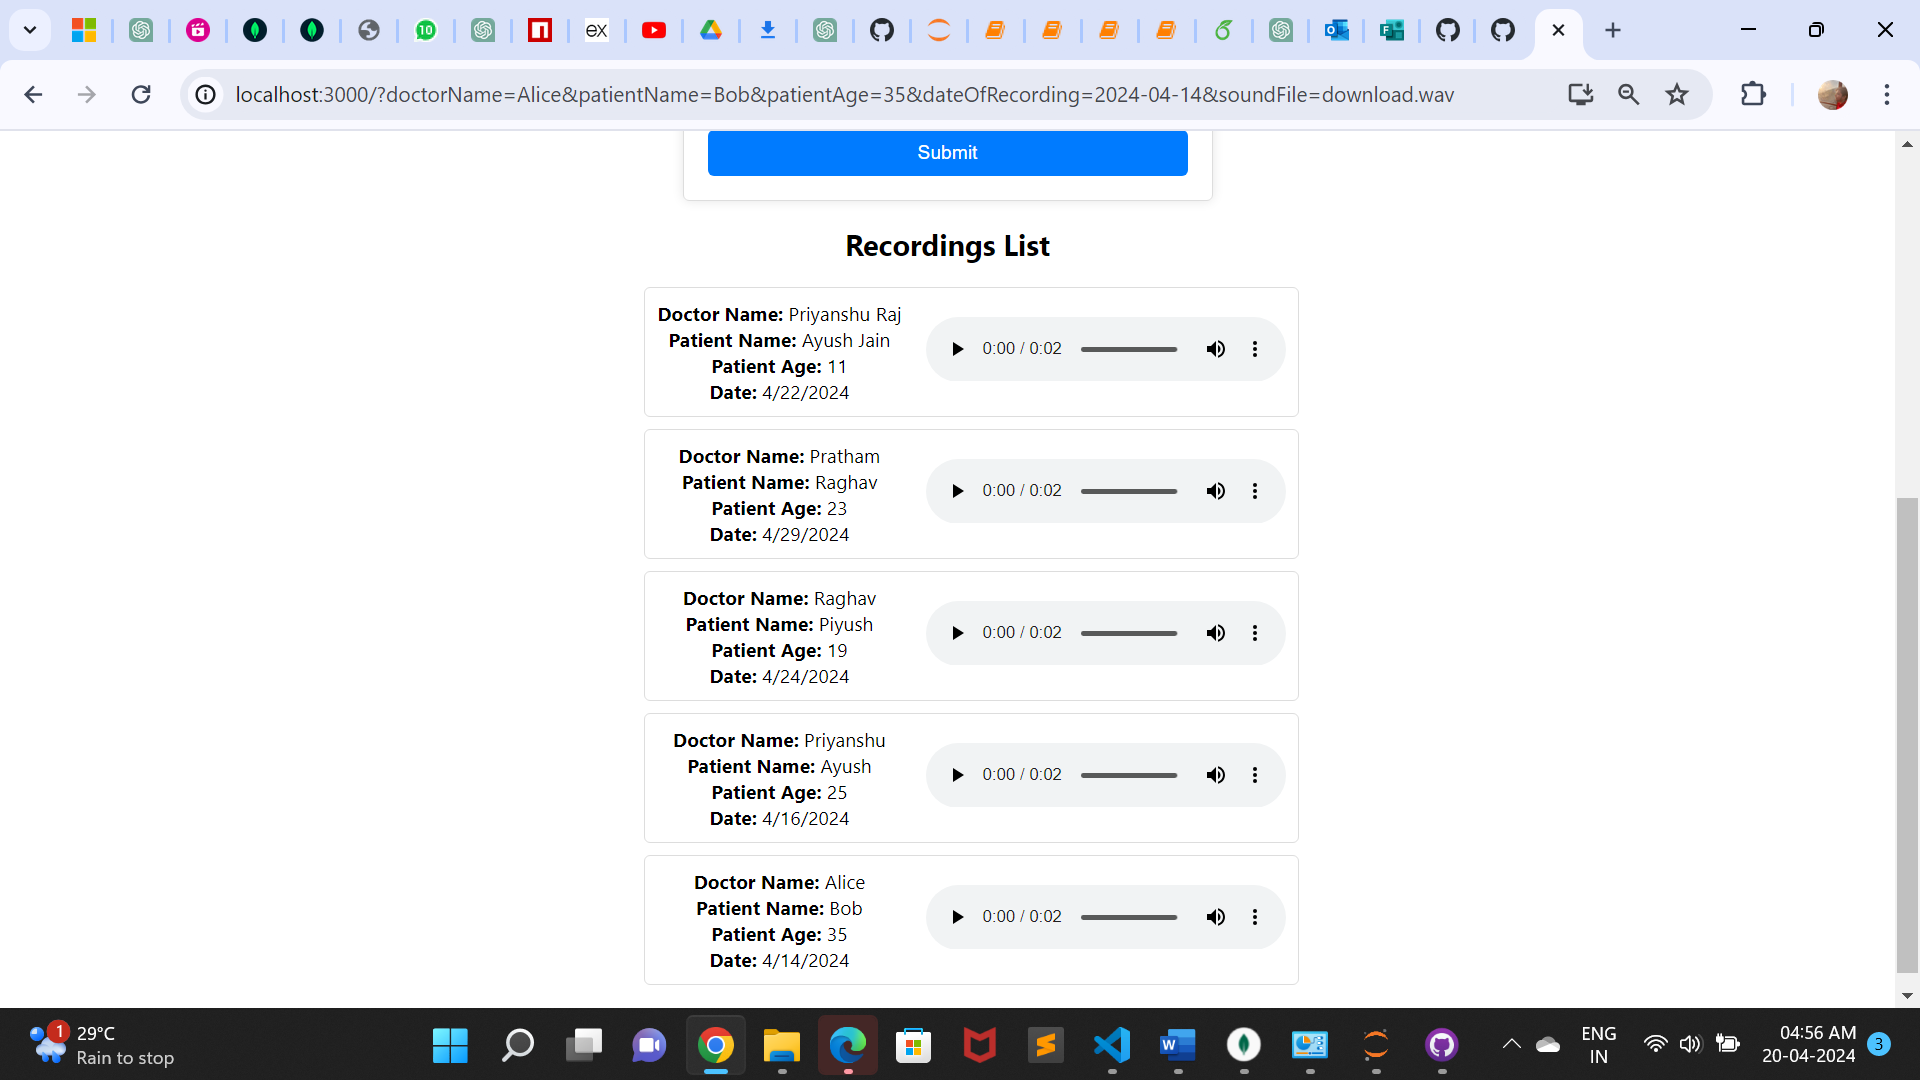 10
ex
localhost:3000/?doctorName=Alice&patientName=Bob&patientAge=35&dateOfRecording=2024-04-14&soundFile=download.wav
Submit
Recordings List
Doctor Name: Priyanshu Raj
Patient Name: Ayush Jain
Patient Age: 11
Date: 4/22/2024
0:00 / 0:02
Doctor Name: Pratham
Patient Name: Raghav
Patient Age: 23
Date: 4/29/2024
0:00 / 0:02
Doctor Name: Raghav
Patient Name: Piyush
Patient Age: 19
Date: 4/24/2024
0:00 / 0:02
Doctor Name: Priyanshu
Patient Name: Ayush
Patient Age: 25
Date: 4/16/2024
0:00 / 0:02
Doctor Name: Alice
Patient Name: Bob
Patient Age: 35
Date: 4/14/2024
0:00 / 0:02
1
29°C
Rain to stop
ENG
IN
04:56 AM
20-04-2024
3